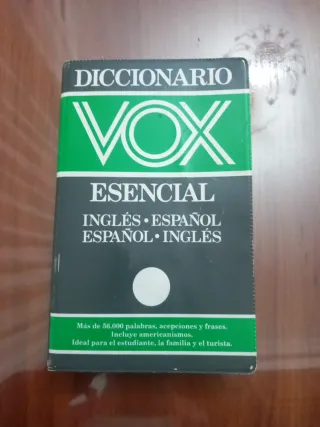 DICCIONARIO
VOX
ESENCIAL
INGLÉS • ESPAÑOL
ESPAÑOL • INGLÉS
Más de 56.000 palabras, acepciones y frases.
Incluye americanismos.
Ideal para el estudiante, la familia y el turista.